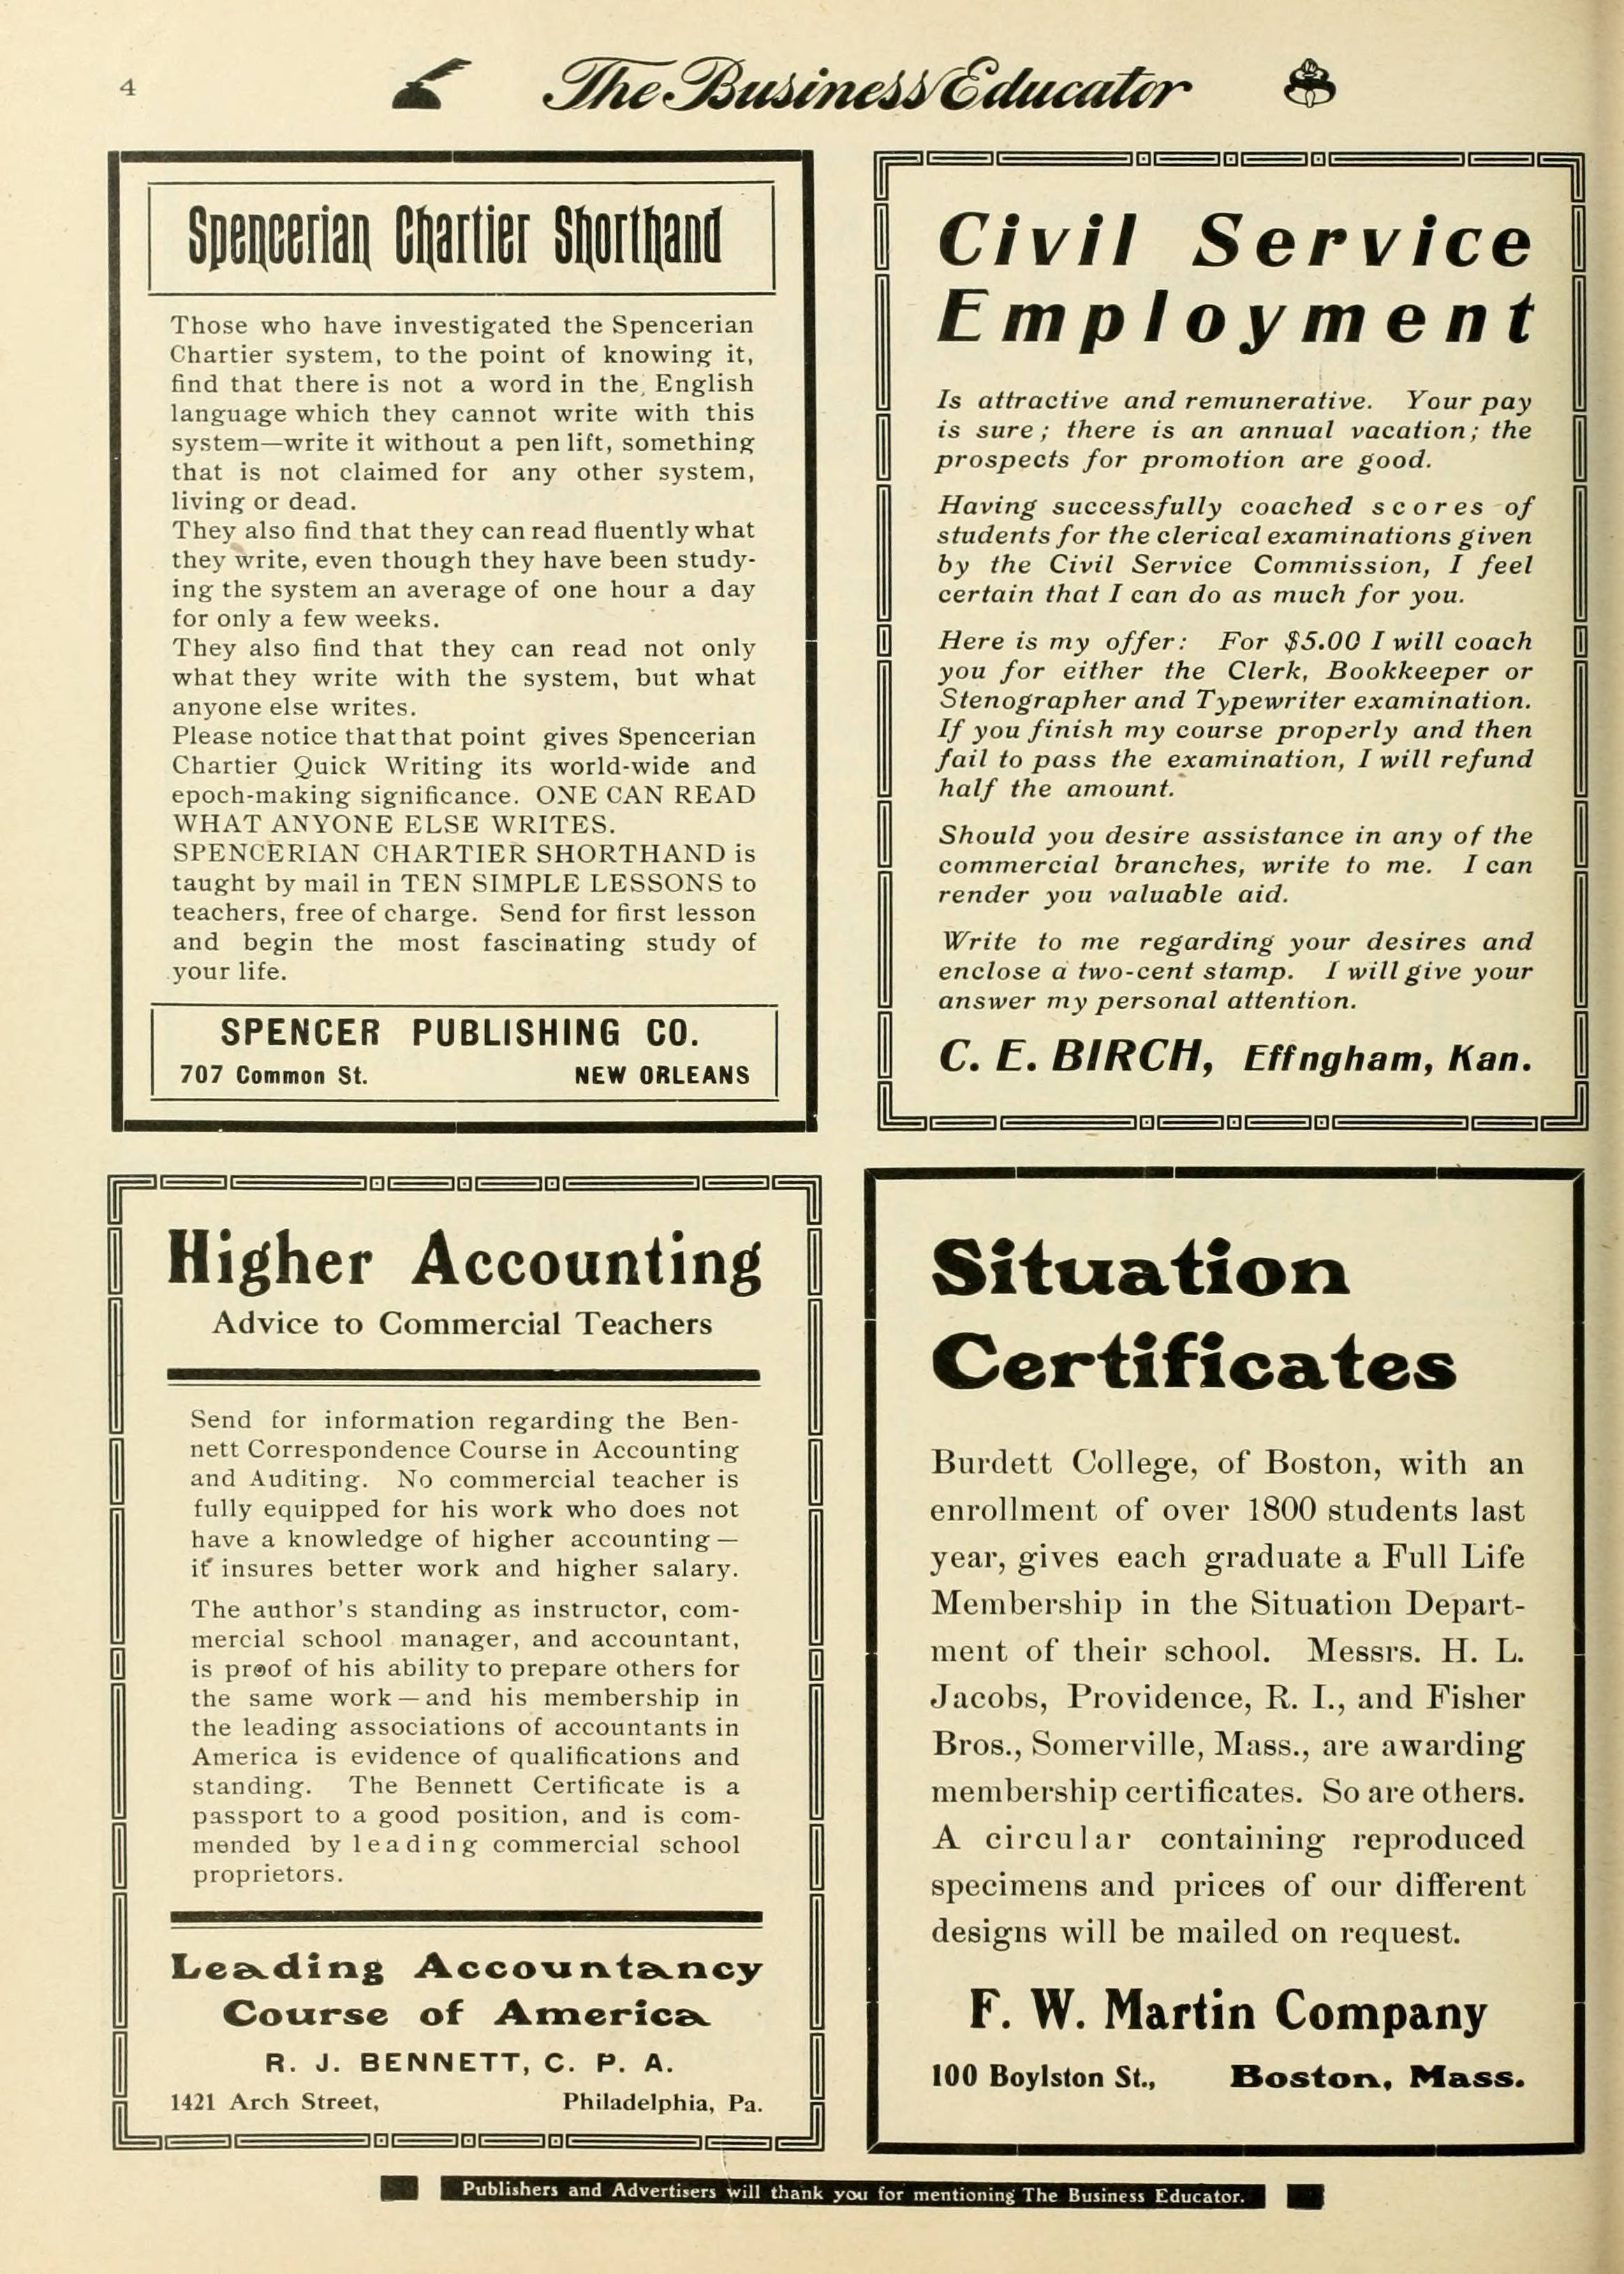 4
The Business Educator
Spencerian Chartier Shorthand
Those who have investigated the Spencerian
Chartier system, to the point of knowing it,
find that there is not a word in the English
language which they cannot write with this
system—write it without a pen lift, something
that is not claimed for any other system,
living or dead.
They also find that they can read fluently what
they write, even though they have been study-
ing the system an average of one hour a day
for only a few weeks.
They also find that they can read not only
what they write with the system, but what
anyone else writes.
Please notice that that point gives Spencerian
Chartier Quick Writing its world-wide and
epoch-making significance. ONE CAN READ
WHAT ANYONE ELSE WRITES.
SPENCERIAN CHARTIER SHORTHAND is
taught by mail in TEN SIMPLE LESSONS to
teachers, free of charge. Send for first lesson
and begin the most fascinating study of
your life.
SPENCER PUBLISHING CO.
707 Common St. NEW ORLEANS
Civil Service
Employment
Is attractive and remunerative. Your pay
is sure; there is an annual vacation; the
prospects for promotion are good.
Having successfully coached scores of
students for the clerical examinations given
by the Civil Service Commission, I feel
certain that I can do as much for you.
Here is my offer: For $5.00 I will coach
you for either the Clerk, Bookkeeper or
Stenographer and Typewriter examination.
If you finish my course properly and then
fail to pass the examination, I will refund
half the amount.
Should you desire assistance in any of the
commercial branches, write to me. I can
render you valuable aid.
Write to me regarding your desires and
enclose a two-cent stamp. I will give your
answer my personal attention.
C. E. BIRCH, Effngham, Kan.
Higher Accounting
Advice to Commercial Teachers
Send for information regarding the Ben-
nett Correspondence Course in Accounting
and Auditing. No commercial teacher is
fully equipped for his work who does not
have a knowledge of higher accounting—
it insures better work and higher salary.
The author's standing as instructor, com-
mercial school manager, and accountant,
is proof of his ability to prepare others for
the same work—and his membership in
the leading associations of accountants in
America is evidence of qualifications and
standing. The Bennett Certificate is a
passport to a good position, and is com-
mended by leading commercial school
proprietors.
Leading Accountancy
Course of America
R. J. BENNETT, C. P. A.
1421 Arch Street, Philadelphia, Pa.
Situation
Certificates
Burdett College, of Boston, with an
enrollment of over 1800 students last
year, gives each graduate a Full Life
Membership in the Situation Depart-
ment of their school. Messrs. H. L.
Jacobs, Providence, R. I., and Fisher
Bros., Somerville, Mass., are awarding
membership certificates. So are others.
A circular containing reproduced
specimens and prices of our different
designs will be mailed on request.
F. W. Martin Company
100 Boylston St., Boston, Mass.
Publishers and Advertisers will thank you for mentioning The Business Educator.